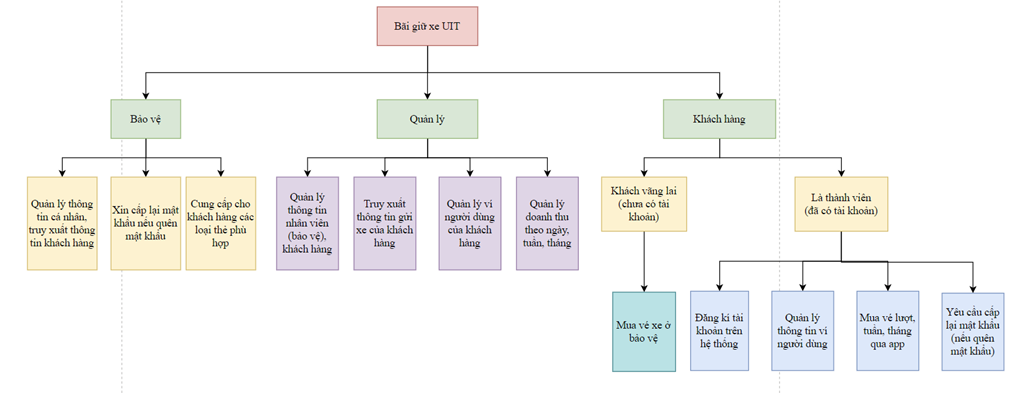 Bãi giữ xe UIT
Bảo vệ
Quản lý
Khách hàng
Quản lý thông
tin cá nhân,
truy xuất thông
tin khách hàng
Xin cấp lại mật
khẩu nếu quên
mật khẩu
Cung cấp cho
khách hàng các
loại thẻ phù
hợp
Quản lý
thông tin
nhân viên
(bảo vệ),
khách hàng
Truy xuất
thông tin gửi
xe của khách
hàng
Quản lý ví
người dùng
của khách
hàng
Quản lý
doanh thu
theo ngày,
tuần, tháng
Khách vãng lai
(chưa có tài
khoản)
Là thành viên
(đã có tài khoản)
Mua vé xe ở
bảo vệ
Đăng kí tài
khoản trên
hệ thống
Quản lý
thông tin ví
người dùng
Mua vé lượt,
tuần, tháng
qua app
Yêu cầu cấp
lại mật khẩu
(nếu quên
mật khẩu)